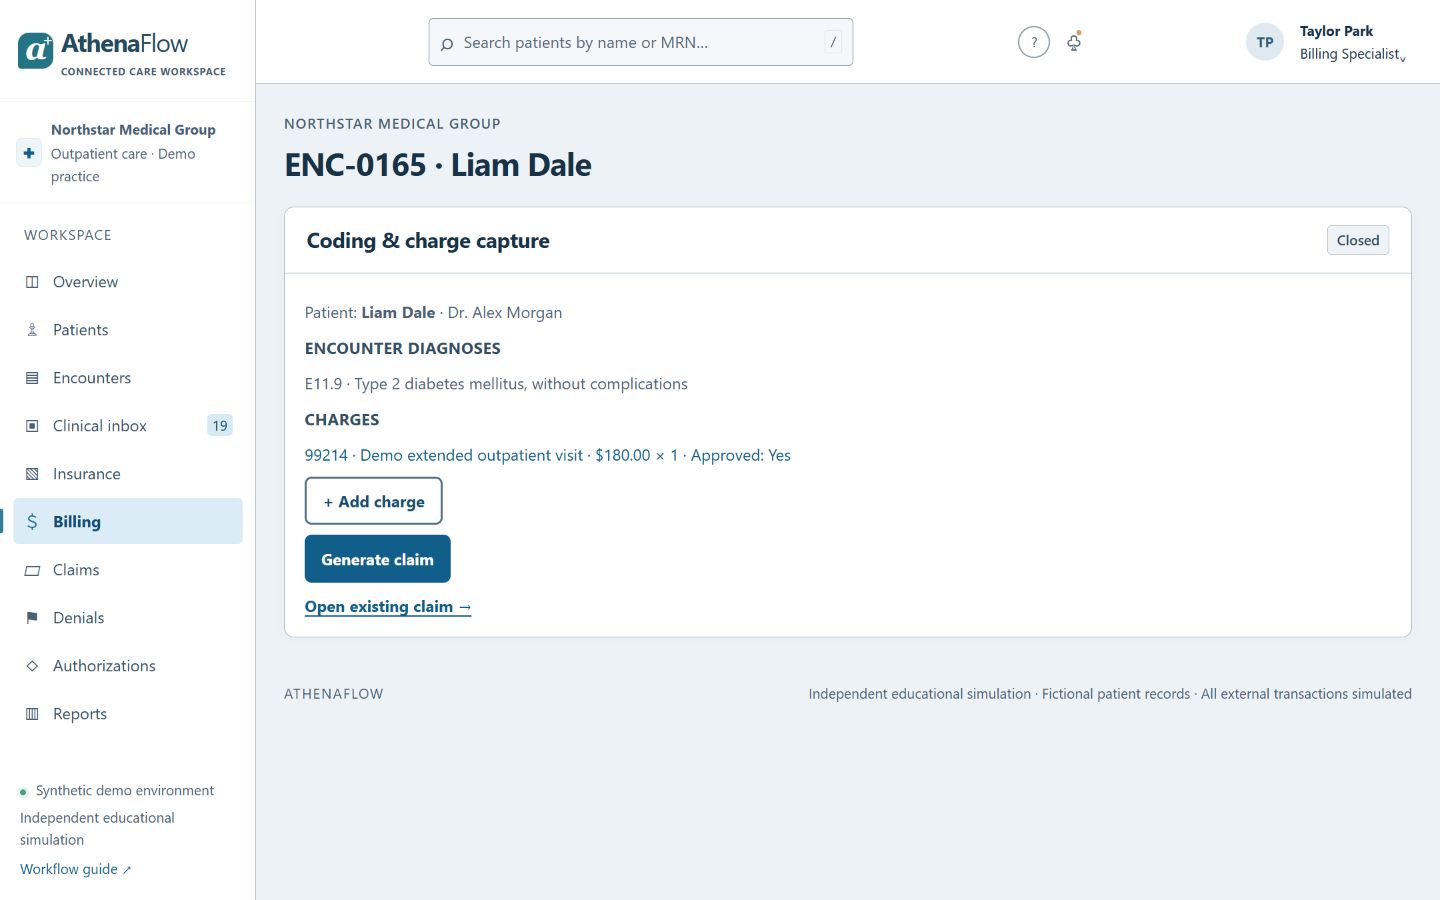 AthenaFlow
CONNECTED CARE WORKSPACE
Northstar Medical Group
Outpatient care · Demo
practice
WORKSPACE
Overview
Patients
Encounters
Clinical inbox 19
Insurance
$ Billing
Claims
Denials
Authorizations
Reports
Synthetic demo environment
Independent educational
simulation
Workflow guide ↗
Search patients by name or MRN... /
?
TP
Taylor Park
Billing Specialist
NORTHSTAR MEDICAL GROUP
ENC-0165 · Liam Dale
Coding & charge capture
Closed
Patient: Liam Dale · Dr. Alex Morgan
ENCOUNTER DIAGNOSES
E11.9 · Type 2 diabetes mellitus, without complications
CHARGES
99214 · Demo extended outpatient visit · $180.00 × 1 · Approved: Yes
+ Add charge
Generate claim
Open existing claim →
ATHENAFLOW
Independent educational simulation · Fictional patient records · All external transactions simulated